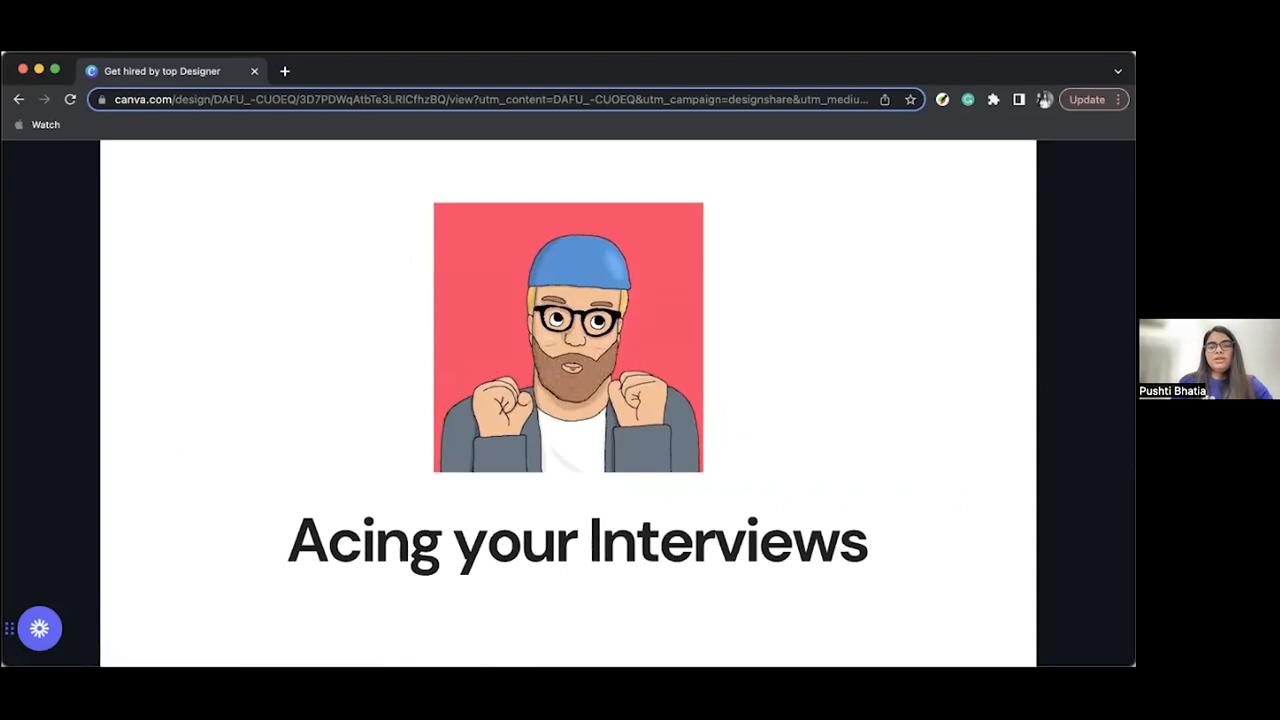 Get hired by top Designer
canva.com/design/DAFU_-CUOEQ/3D7PDWqAtbTe3LRlCfhzBQ/view?utm_content=DAFU_-CUOEQ&utm_campaign=designshare&utm_mediu...
Update
Watch
Pushti Bhatia
Acing your Interviews